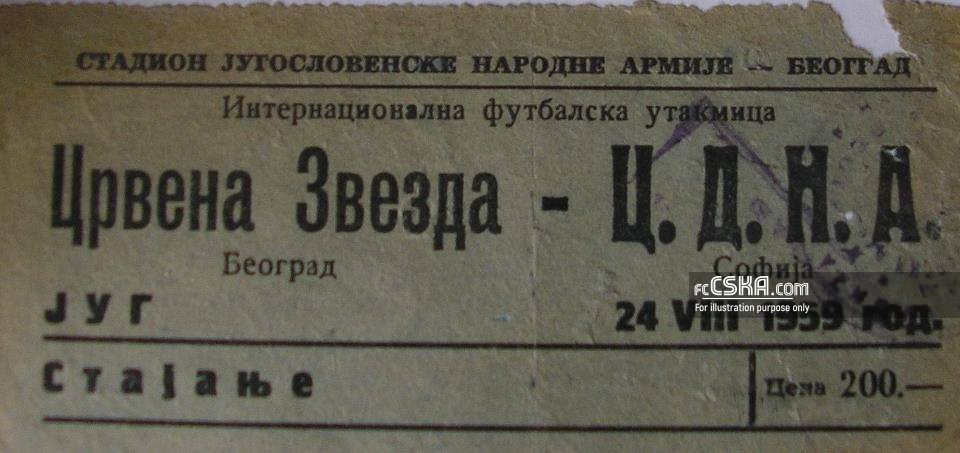 СТАДИОН ЈУГОСЛОВЕНСКЕ НАРОДНЕ АРМИЈЕ — БЕОГРАД
Интернационална футбалска утакмица
Црвена Звезда - Ц. Д. Н. А.
Београд Софија
fcCSKA.com
For illustration purpose only
ЈУГ 24 VIII 1959 год.
Стајање Цена 200.—